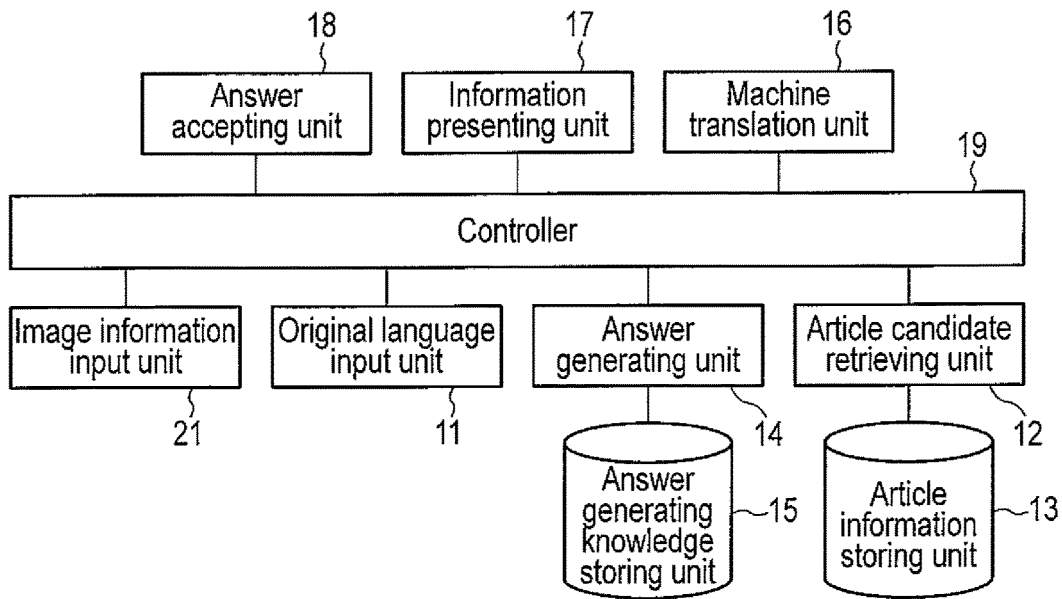 18
17
16
Answer
accepting unit
Information
presenting unit
Machine
translation unit
19
Controller
Image information
input unit
Original language
input unit
Answer
generating unit
Article candidate
retrieving unit
21
11
14
12
Answer
generating
knowledge
storing unit
15
Article
information
storing unit
13